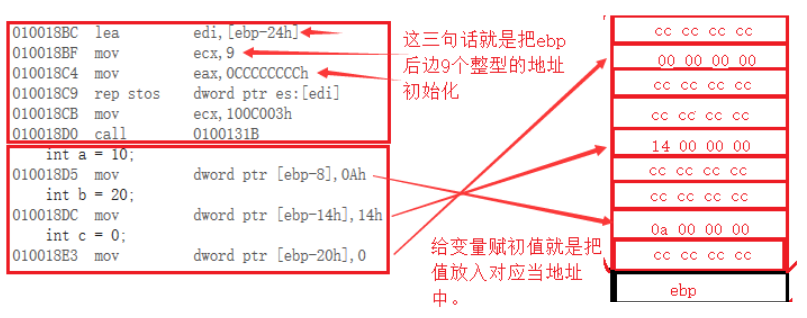 010018BC lea edi,[ebp-24h]
010018BF mov ecx,9
010018C4 mov eax,0CCCCCCCCh
010018C9 rep stos dword ptr es:[edi]
010018CB mov ecx,100C003h
010018D0 call 0100131B
int a = 10;
010018D5 mov dword ptr [ebp-8],0Ah
int b = 20;
010018DC mov dword ptr [ebp-14h],14h
int c = 0;
010018E3 mov dword ptr [ebp-20h],0
这三句话就是把ebp
后边9个整型的地址
初始化
给变量赋初值就是把
值放入对应当地址
中。
cc cc cc cc
00 00 00 00
cc cc cc cc
cc cc cc cc
14 00 00 00
cc cc cc cc
cc cc cc cc
0a 00 00 00
cc cc cc cc
ebp